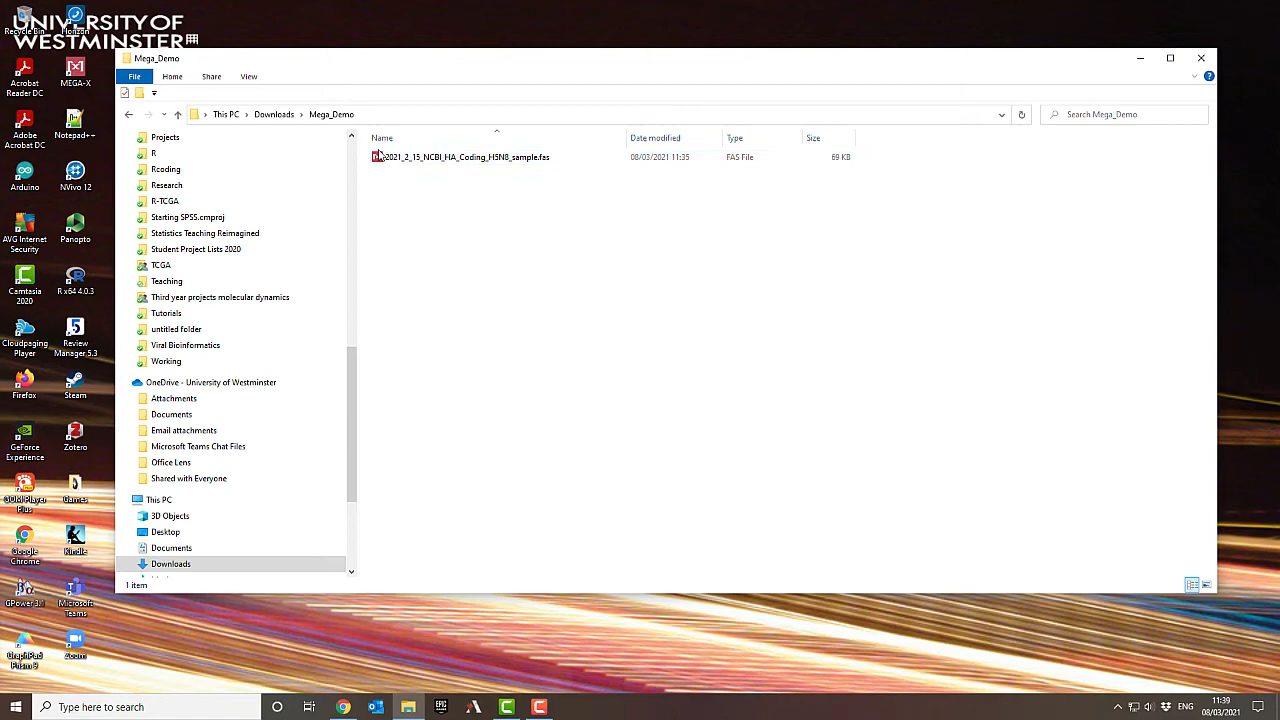 UNIVERSITY OF
WESTMINSTER
Recycle Bin
Horizon
Acrobat
Reader DC
MEGA-X
Adobe
Acrobat DC
Notepad++
Arduino
NVivo 12
AVG Internet
Security
Panopto
Camtasia
2020
R x64 4.0.3
Cloudpaging
Player
Review
Manager 5.3
Firefox
Steam
GeForce
Experience
Zotero
GOM Player
Plus
Games
Google
Chrome
Kindle
GPower 3.1
Microsoft
Teams
GraphPad
Prism 9
Zoom
Mega_Demo
File
Home
Share
View
This PC
Downloads
Mega_Demo
Search Mega_Demo
Projects
R
Rcoding
Research
R-TCGA
Starting SPSS.cmproj
Statistics Teaching Reimagined
Student Project Lists 2020
TCGA
Teaching
Third year projects molecular dynamics
Tutorials
untitled folder
Viral Bioinformatics
Working
OneDrive - University of Westminster
Attachments
Documents
Email attachments
Microsoft Teams Chat Files
Office Lens
Shared with Everyone
This PC
3D Objects
Desktop
Documents
Downloads
Name
Date modified
Type
Size
2021_2_15_NCBI_HA_Coding_H5N8_sample.fas
08/03/2021 11:35
FAS File
69 KB
1 item
Type here to search
EPIC
ENG
11:39
08/03/2021